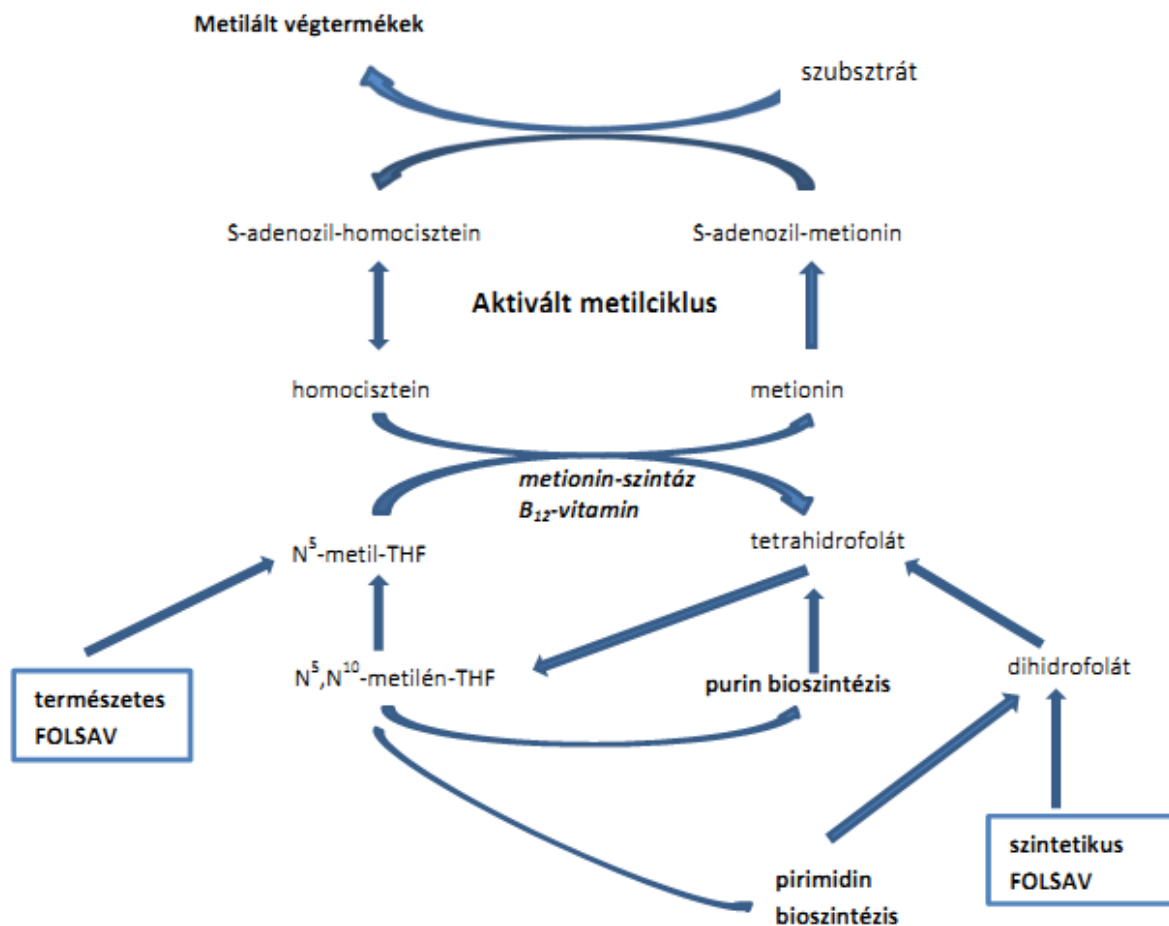 Metilált végtermékek
szubsztrát
S-adenozil-homocisztein
S-adenozil-metionin
Aktivált metilciklus
homocisztein
metionin
metionin-szintáz
B₁₂-vitamin
N⁵-metil-THF
tetrahidrofolát
természetes
FOLSAV
N⁵,N¹⁰-metilén-THF
purin bioszintézis
dihidrofolát
pirimidin
bioszintézis
szintetikus
FOLSAV